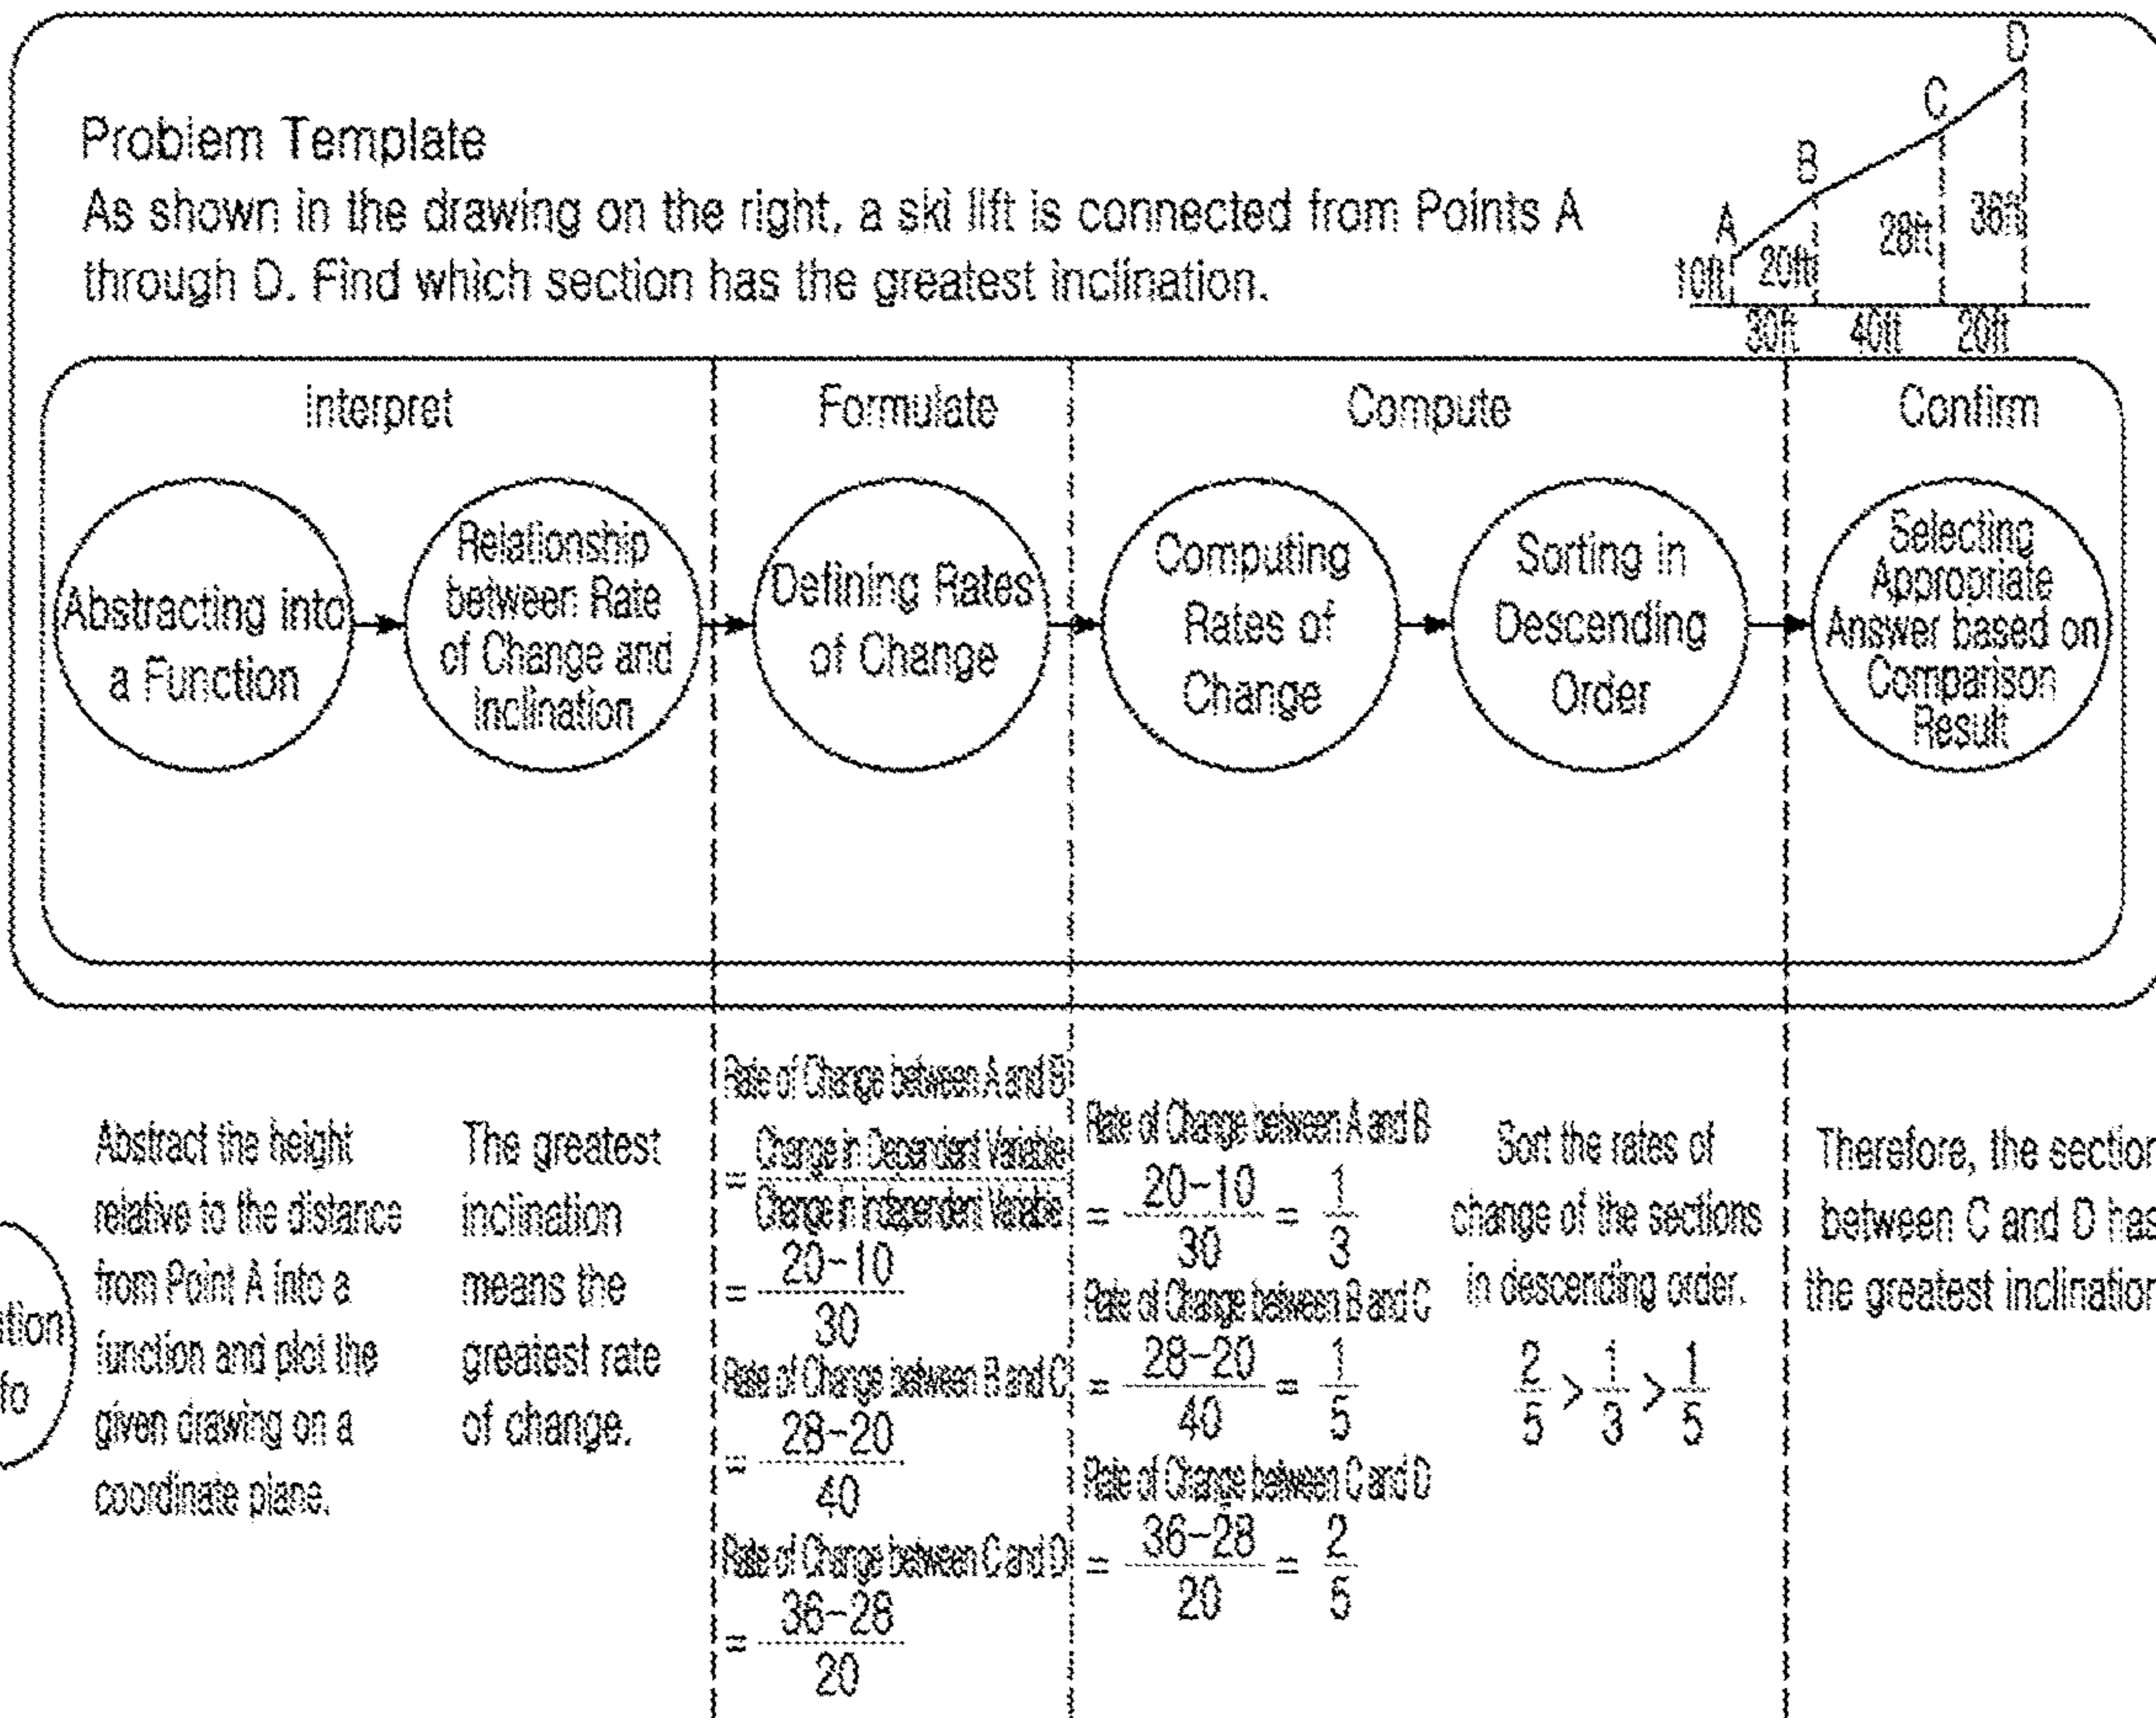 Problem Template
As shown in the drawing on the right, a ski lift is connected from Points A
through D. Find which section has the greatest inclination.
A
B
C
D
10ft
20ft
28ft
36ft
30ft
40ft
20ft
Interpret
Formulate
Compute
Confirm
Abstracting into
a Function
Relationship
between Rate
of Change and
Inclination
Defining Rates
of Change
Computing
Rates of
Change
Sorting in
Descending
Order
Selecting
Appropriate
Answer based on
Comparison
Result
Abstract the height
relative to the distance
from Point A into a
function and plot the
given drawing on a
coordinate plane.
The greatest
inclination
means the
greatest rate
of change.
Rate of Change between A and B
= Change in Dependent Variable
Change in Independent Variable
= 20-10
30
Rate of Change between B and C
= 28-20
40
Rate of Change between C and D
= 36-28
20
Rate of Change between A and B
= 20-10 = 1
30 3
Rate of Change between B and C
= 28-20 = 1
40 5
Rate of Change between C and D
= 36-28 = 2
20 5
Sort the rates of
change of the sections
in descending order.
2 > 1 > 1
5 3 5
Therefore, the section
between C and D has
the greatest inclination